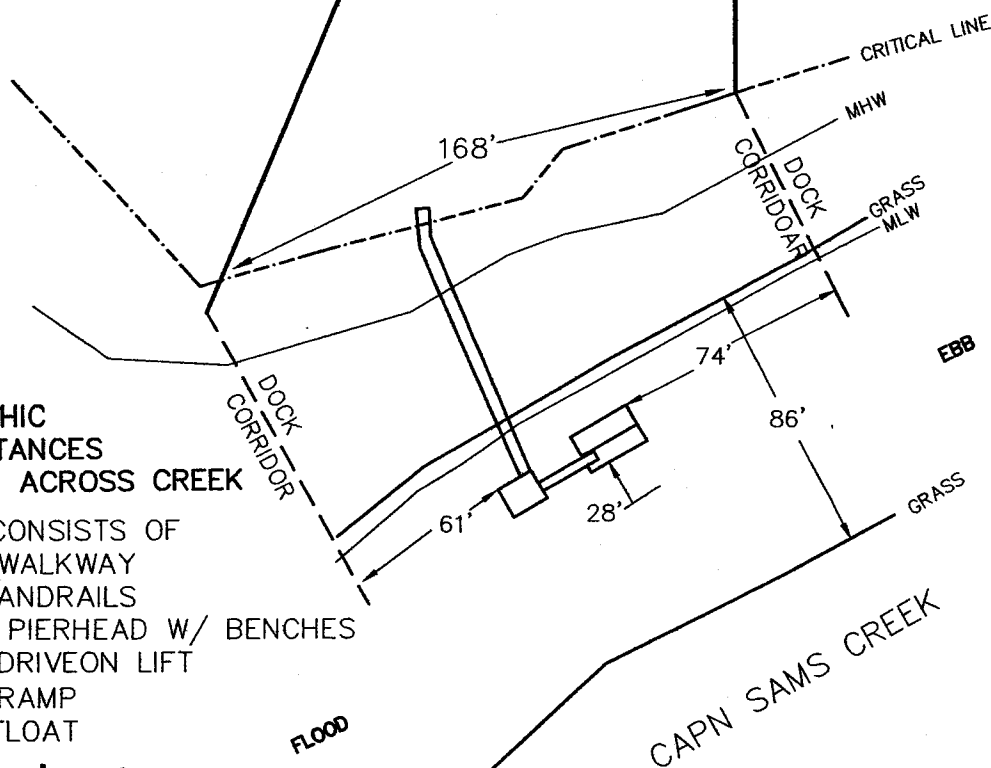 CRITICAL LINE
MHW
168'
DOCK
CORRIDOAR
GRASS
MLW
74'
EBB
DOCK
CORRIDOR
86'
HIC
TANCES
ACROSS CREEK
61'
28'
GRASS
CONSISTS OF
WALKWAY
ANDRAILS
PIERHEAD W/ BENCHES
DRIVEON LIFT
RAMP
FLOAT
FLOOD
CAPN SAMS CREEK